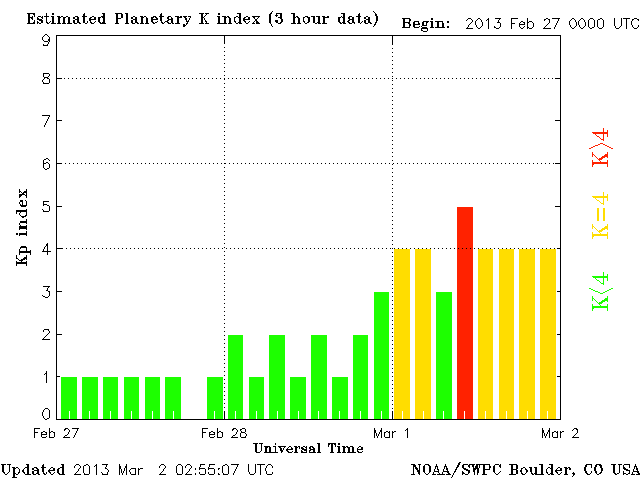 Estimated Planetary K index (3 hour data) Begin: 2013 Feb 27 0000 UTC
9
8
7
6
5
4
3
2
1
0
Kp index
K>4
K=4
K<4
Feb 27 Feb 28 Mar 1 Mar 2
Universal Time
Updated 2013 Mar 2 02:55:07 UTC NOAA/SWPC Boulder, CO USA